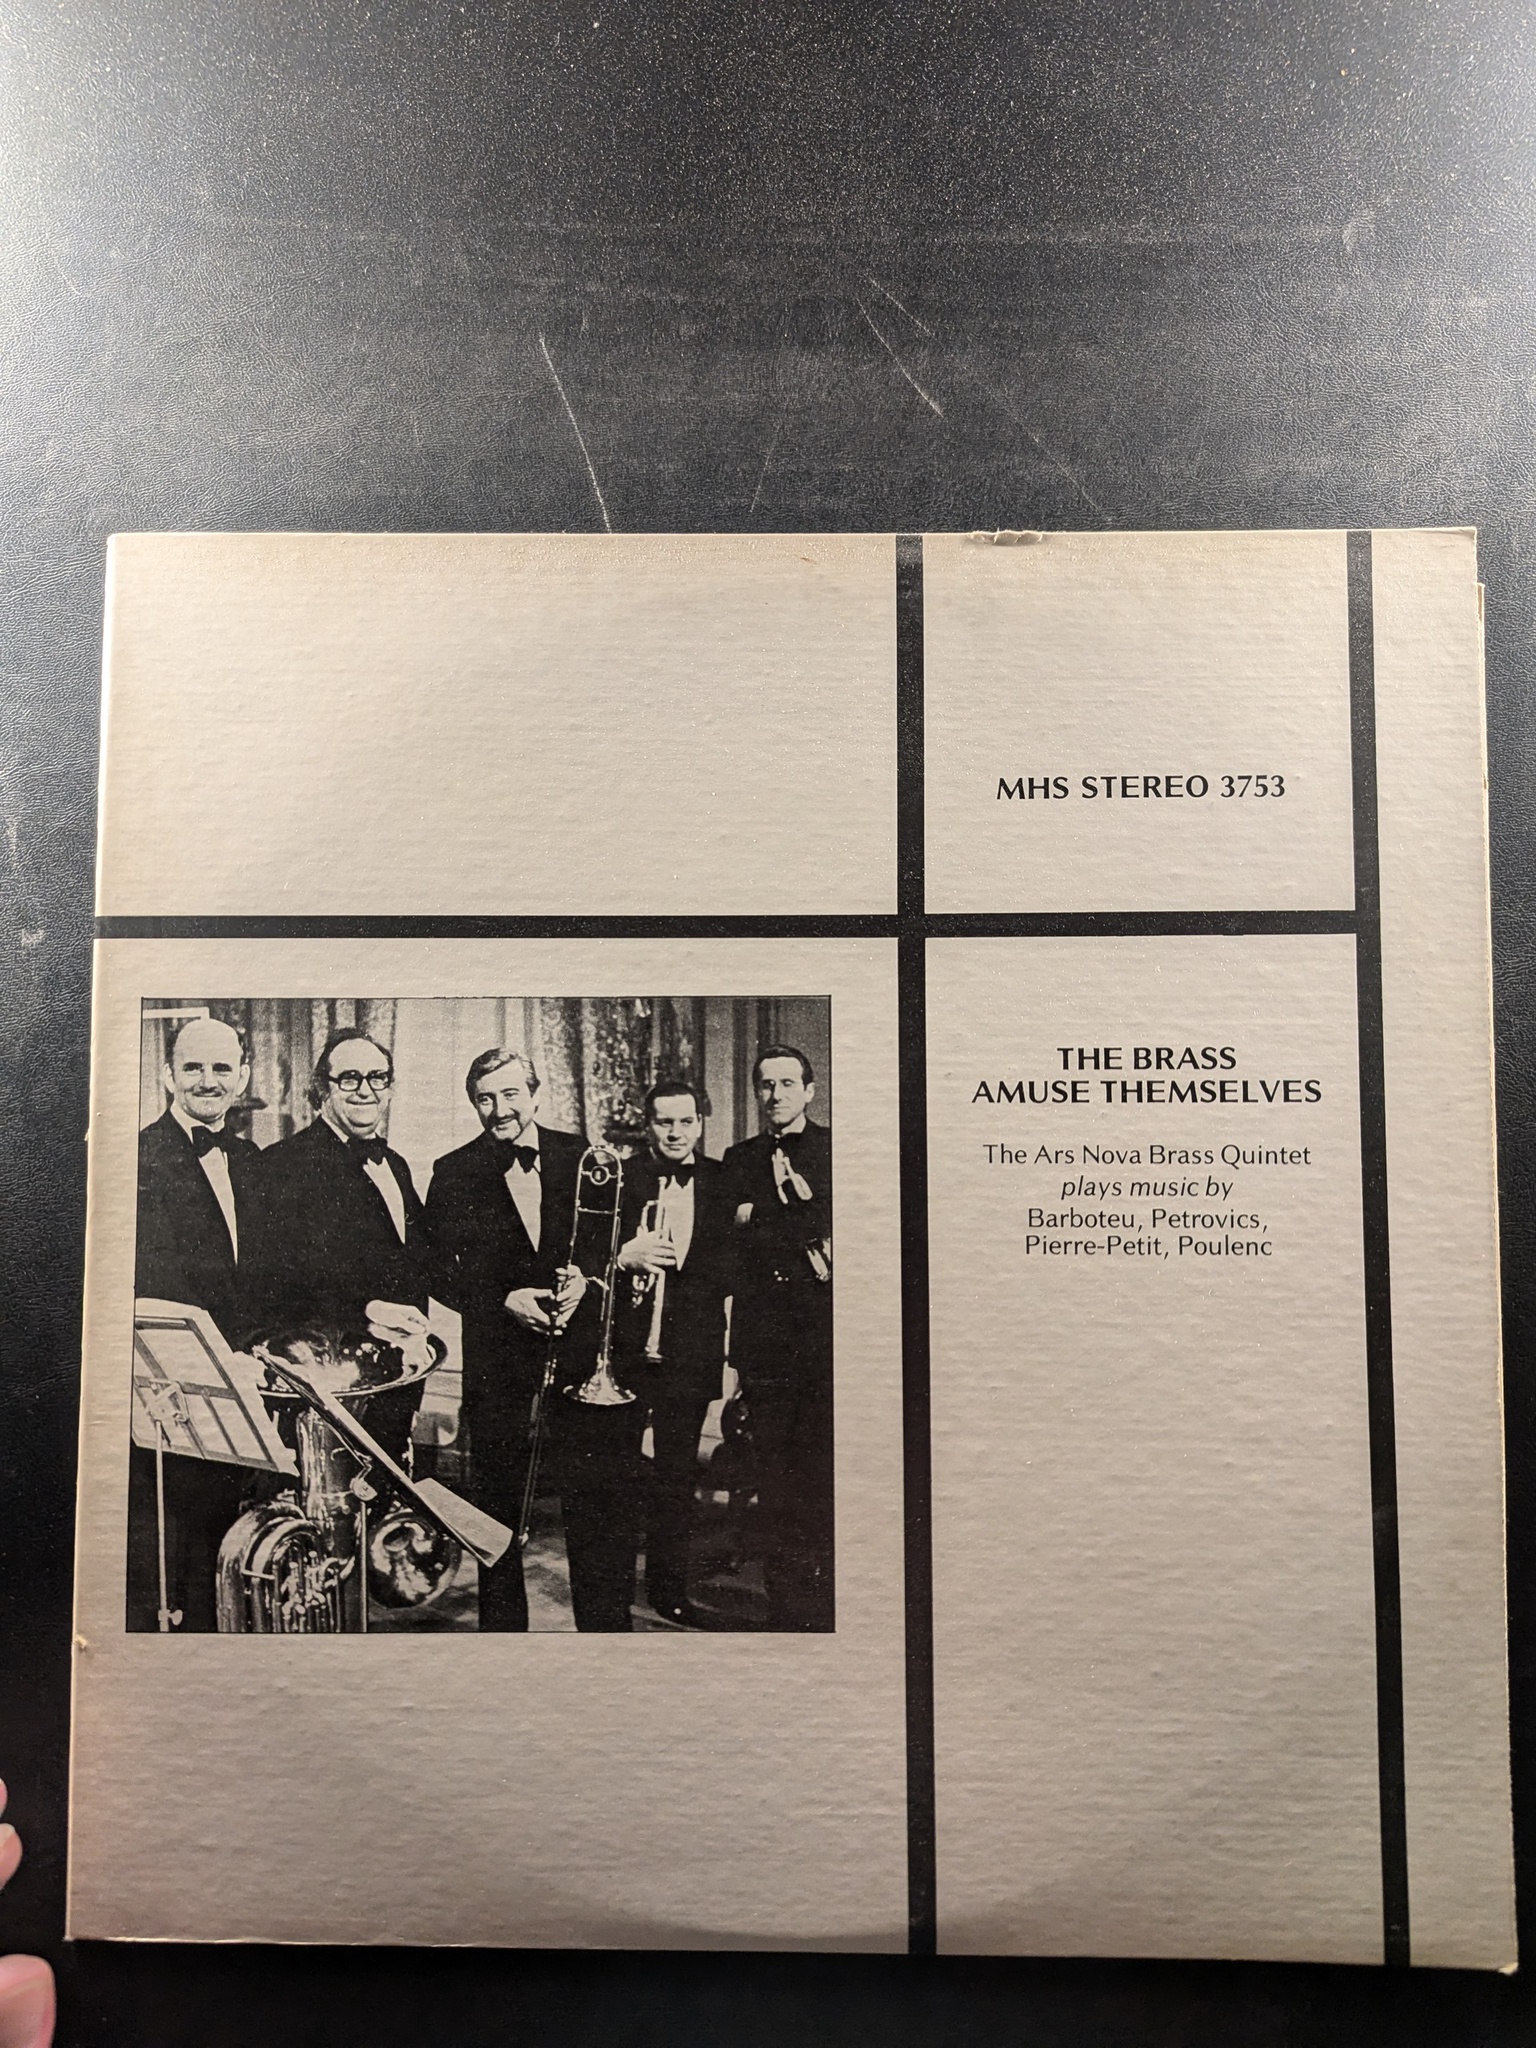 MHS STEREO 3753
THE BRASS
AMUSE THEMSELVES
The Ars Nova Brass Quintet
plays music by
Barboteu, Petrovics,
Pierre-Petit, Poulenc